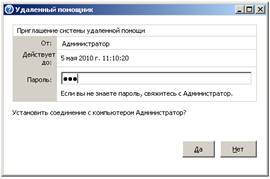 Удаленный помощник
Приглашение системы удаленной помощи
От: Администратор
Действует до: 5 мая 2010 г. 11:10:20
Пароль: •••
Если вы не знаете пароль, свяжитесь с Администратор.
Установить соединение с компьютером Администратор?
Да Нет